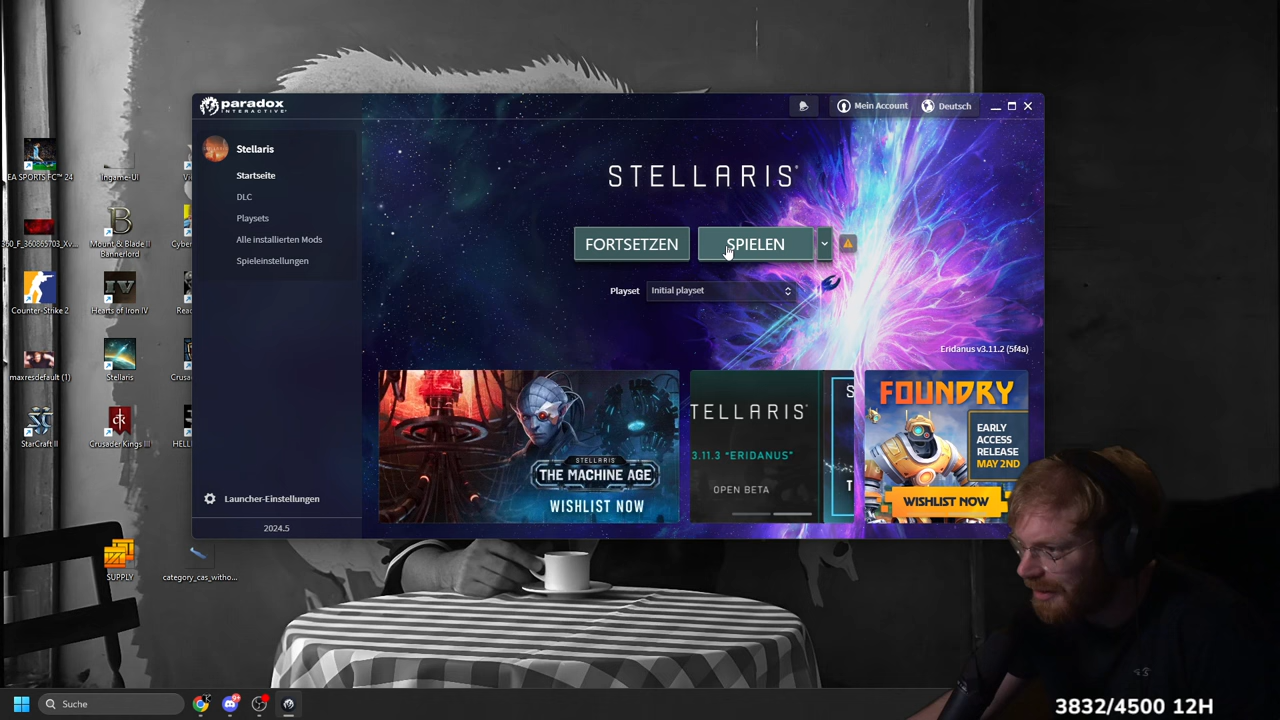 paradox
INTERACTIVE
Mein Account
Deutsch
Stellaris
Startseite
DLC
Playsets
Alle installierten Mods
Spieleinstellungen
Launcher-Einstellungen
2024.5
STELLARIS
FORTSETZEN
SPIELEN
Playset
Initial playset
Eridanus v3.11.2 (5f4a)
STELLARIS
THE MACHINE AGE
WISHLIST NOW
TELLARIS
3.11.3 "ERIDANUS"
OPEN BETA
S
T
FOUNDRY
EARLY
ACCESS
RELEASE
MAY 2ND
WISHLIST NOW
EA SPORTS FC™ 24
Ingame-UI
Mount & Blade II
Bannerlord
Cyber
Counter-Strike 2
IV
Hearts of Iron IV
maxresdefault (1)
Stellaris
Crusa
StarCraft II
Crusader Kings III
HELL
SUPPLY
category_cas_witho...
Suche
3832/4500 12H